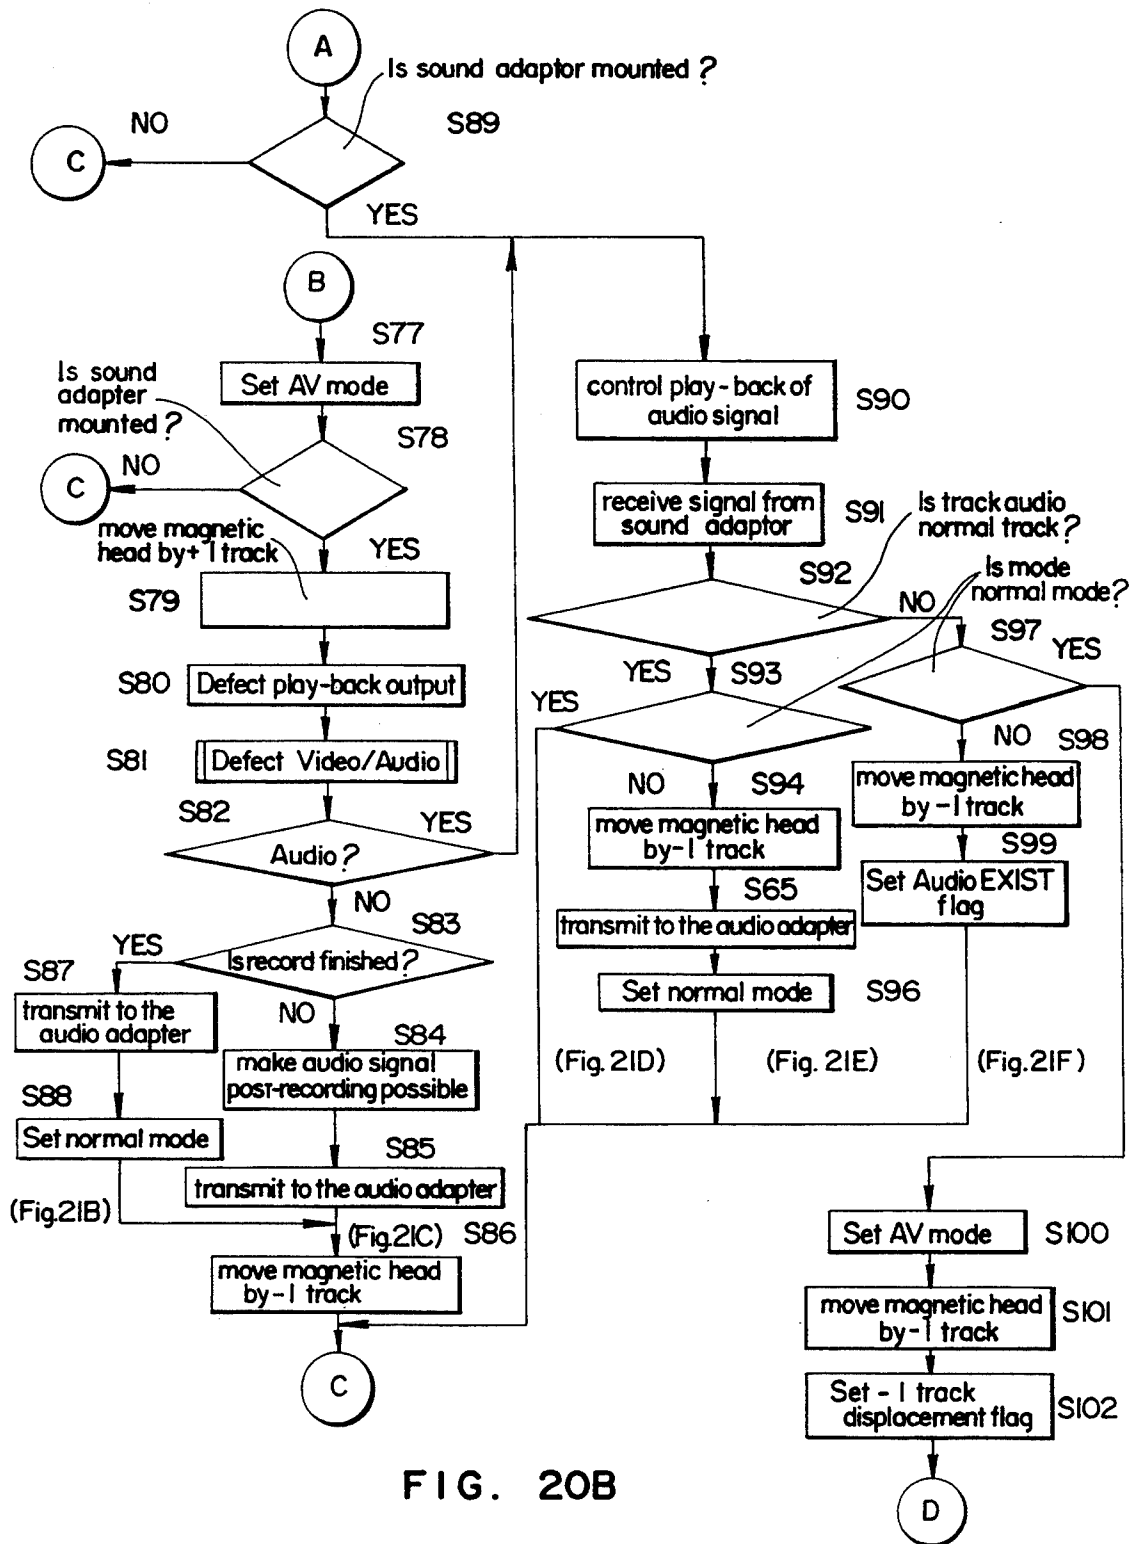 A
Is sound adaptor mounted ?
NO
S89
C
YES
B
S77
Is sound
adapter
mounted ?
Set AV mode
S78
NO
C
move magnetic
head by+1 track
YES
S79
S80
Defect play-back output
S81
Defect Video/Audio
S82
YES
Audio ?
NO
S83
YES
Is record finished ?
S87
transmit to the
audio adapter
NO
S84
make audio signal
post-recording possible
S88
Set normal mode
S85
transmit to the audio adapter
(Fig.21B)
(Fig.21C)
S86
move magnetic head
by-1 track
C
control play-back of
audio signal
S90
receive signal from
sound adaptor
S91
Is track audio
normal track ?
S92
Is mode
normal mode ?
NO
S97
YES
YES
S93
YES
NO
S98
NO
S94
move magnetic head
by-1 track
move magnetic head
by-1 track
S99
S65
Set Audio EXIST
flag
transmit to the audio adapter
Set normal mode
S96
(Fig. 21D)
(Fig. 21E)
(Fig. 21F)
Set AV mode
S100
move magnetic head
by-1 track
S101
Set - 1 track
displacement flag
S102
D
FIG. 20B